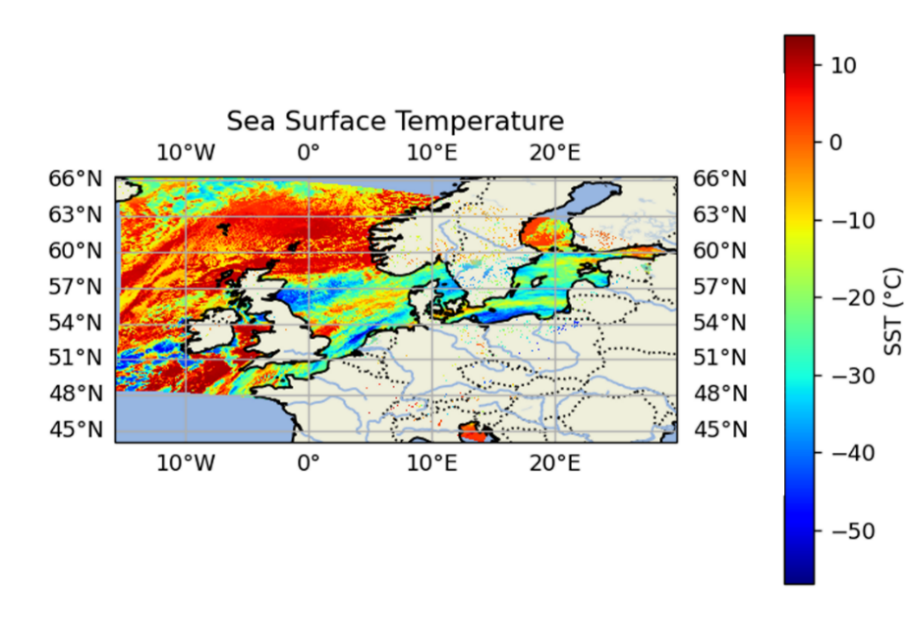 Sea Surface Temperature
10°W 0° 10°E 20°E
66°N 66°N
63°N 63°N
60°N 60°N
57°N 57°N
54°N 54°N
51°N 51°N
48°N 48°N
45°N 45°N
10°W 0° 10°E 20°E
10
0
−10
−20
−30
−40
−50
SST (°C)